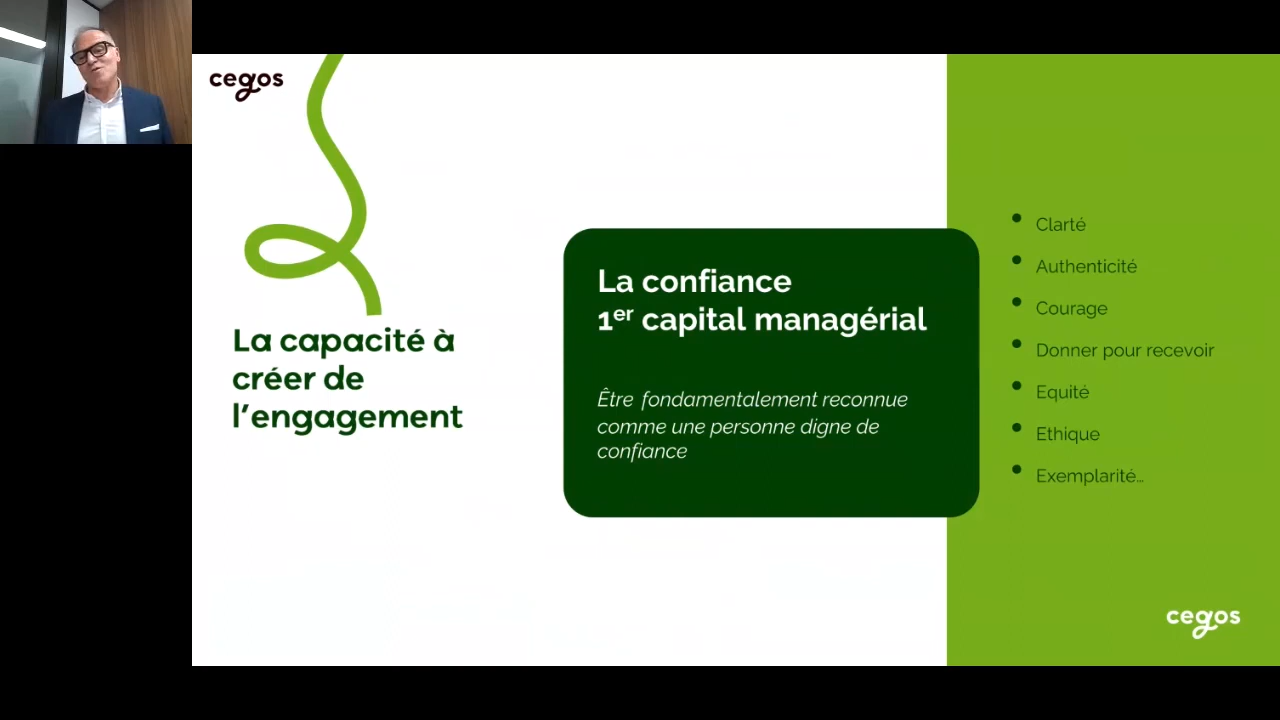 cegos
La capacité à
créer de
l'engagement
La confiance
1er capital managérial
Être fondamentalement reconnue
comme une personne digne de
confiance
Clarté
Authenticité
Courage
Donner pour recevoir
Equité
Ethique
Exemplarité...
cegos